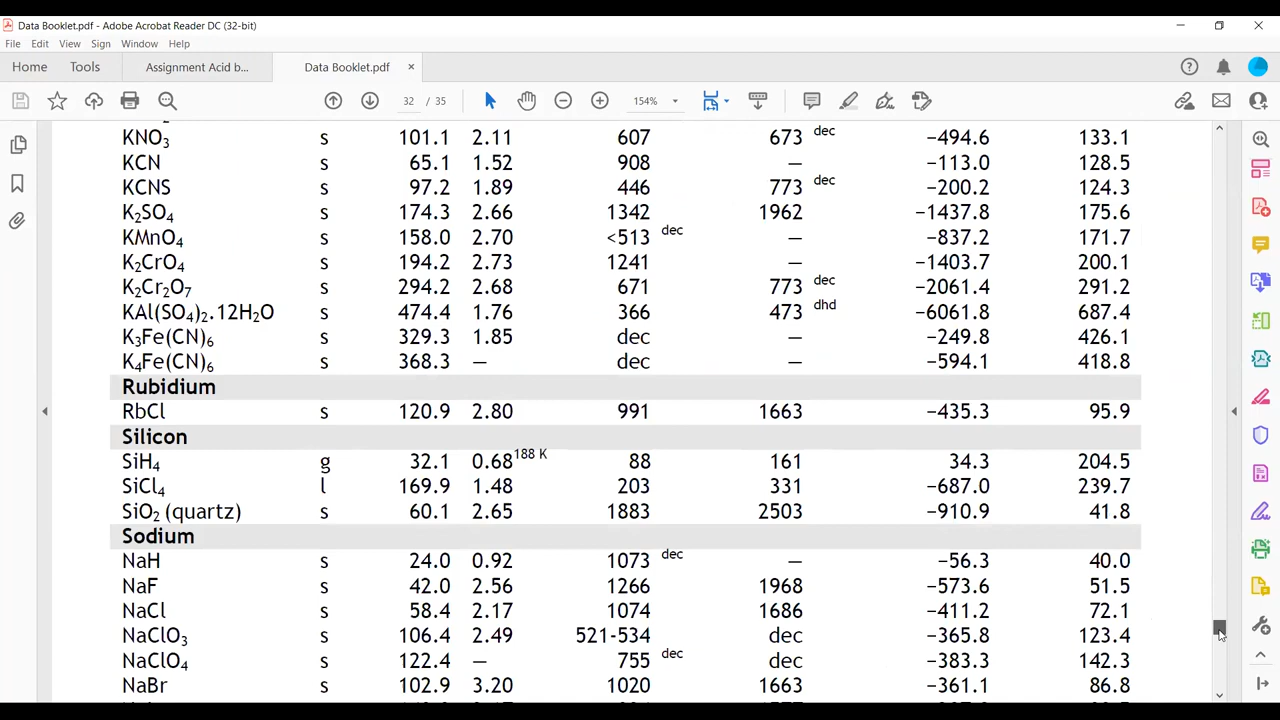 Data Booklet.pdf - Adobe Acrobat Reader DC (32-bit)
File Edit View Sign Window Help
Home Tools Assignment Acid b... Data Booklet.pdf ×
32 / 35 154%
KNO₃ s 101.1 2.11 607 673 dec −494.6 133.1
KCN s 65.1 1.52 908 — −113.0 128.5
KCNS s 97.2 1.89 446 773 dec −200.2 124.3
K₂SO₄ s 174.3 2.66 1342 1962 −1437.8 175.6
KMnO₄ s 158.0 2.70 <513 dec — −837.2 171.7
K₂CrO₄ s 194.2 2.73 1241 — −1403.7 200.1
K₂Cr₂O₇ s 294.2 2.68 671 773 dec −2061.4 291.2
KAl(SO₄)₂.12H₂O s 474.4 1.76 366 473 dhd −6061.8 687.4
K₃Fe(CN)₆ s 329.3 1.85 dec — −249.8 426.1
K₄Fe(CN)₆ s 368.3 — dec — −594.1 418.8
Rubidium
RbCl s 120.9 2.80 991 1663 −435.3 95.9
Silicon
SiH₄ g 32.1 0.68 188 K 88 161 34.3 204.5
SiCl₄ l 169.9 1.48 203 331 −687.0 239.7
SiO₂ (quartz) s 60.1 2.65 1883 2503 −910.9 41.8
Sodium
NaH s 24.0 0.92 1073 dec — −56.3 40.0
NaF s 42.0 2.56 1266 1968 −573.6 51.5
NaCl s 58.4 2.17 1074 1686 −411.2 72.1
NaClO₃ s 106.4 2.49 521-534 dec −365.8 123.4
NaClO₄ s 122.4 — 755 dec dec −383.3 142.3
NaBr s 102.9 3.20 1020 1663 −361.1 86.8